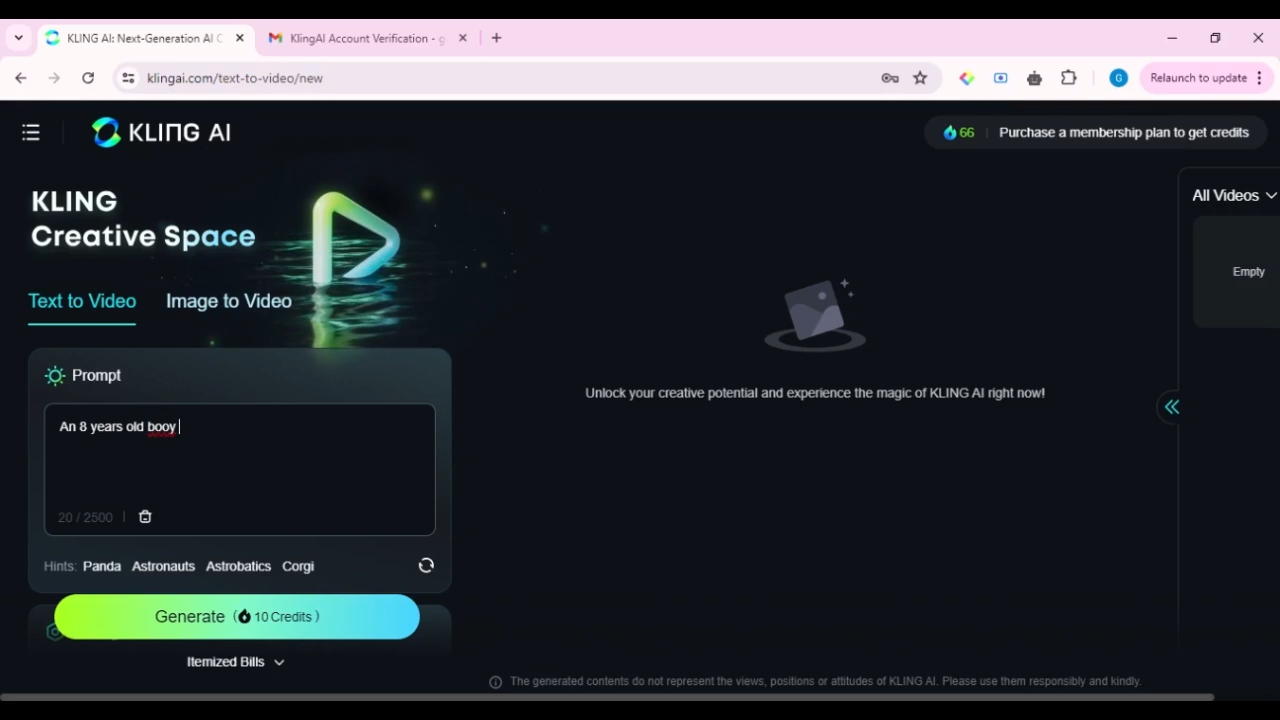 KLING AI: Next-Generation AI C
KlingAI Account Verification - g
klingai.com/text-to-video/new
G
Relaunch to update
KLING AI
66
Purchase a membership plan to get credits
KLING
Creative Space
All Videos
Empty
Text to Video
Image to Video
Prompt
An 8 years old booy
20 / 2500
Unlock your creative potential and experience the magic of KLING AI right now!
Hints: Panda Astronauts Astrobatics Corgi
Generate ( 10 Credits )
Itemized Bills
The generated contents do not represent the views, positions or attitudes of KLING AI. Please use them responsibly and kindly.